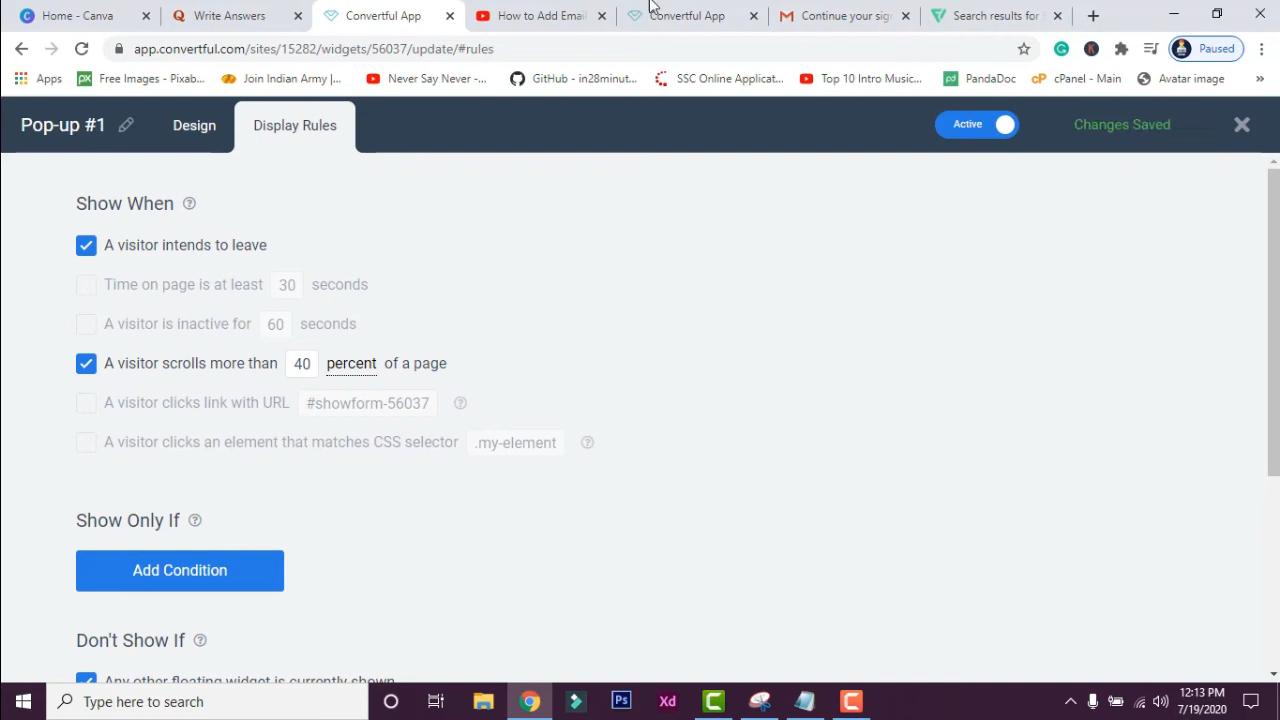 Home - Canva
Write Answers
Convertful App
How to Add Email
Convertful App
Continue your sig
Search results for
app.convertful.com/sites/15282/widgets/56037/update/#rules
Paused
Apps
Free Images - Pixab...
Join Indian Army |...
Never Say Never -...
GitHub - in28minut...
SSC Online Applicat...
Top 10 Intro Music...
PandaDoc
cPanel - Main
Avatar image
»
Pop-up #1
Design
Display Rules
Active
Changes Saved
Show When
A visitor intends to leave
Time on page is at least 30 seconds
A visitor is inactive for 60 seconds
A visitor scrolls more than 40 percent of a page
A visitor clicks link with URL #showform-56037
A visitor clicks an element that matches CSS selector .my-element
Show Only If
Add Condition
Don't Show If
Any other floating widget is currently shown
Type here to search
12:13 PM
7/19/2020